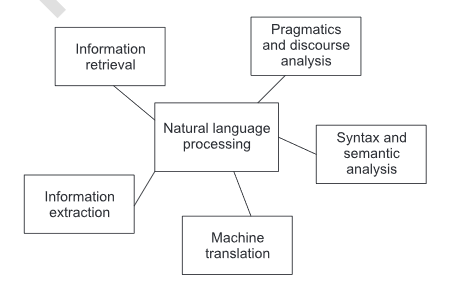 Pragmatics
and discourse
analysis
Information
retrieval
Natural language
processing
Syntax and
semantic
analysis
Information
extraction
Machine
translation